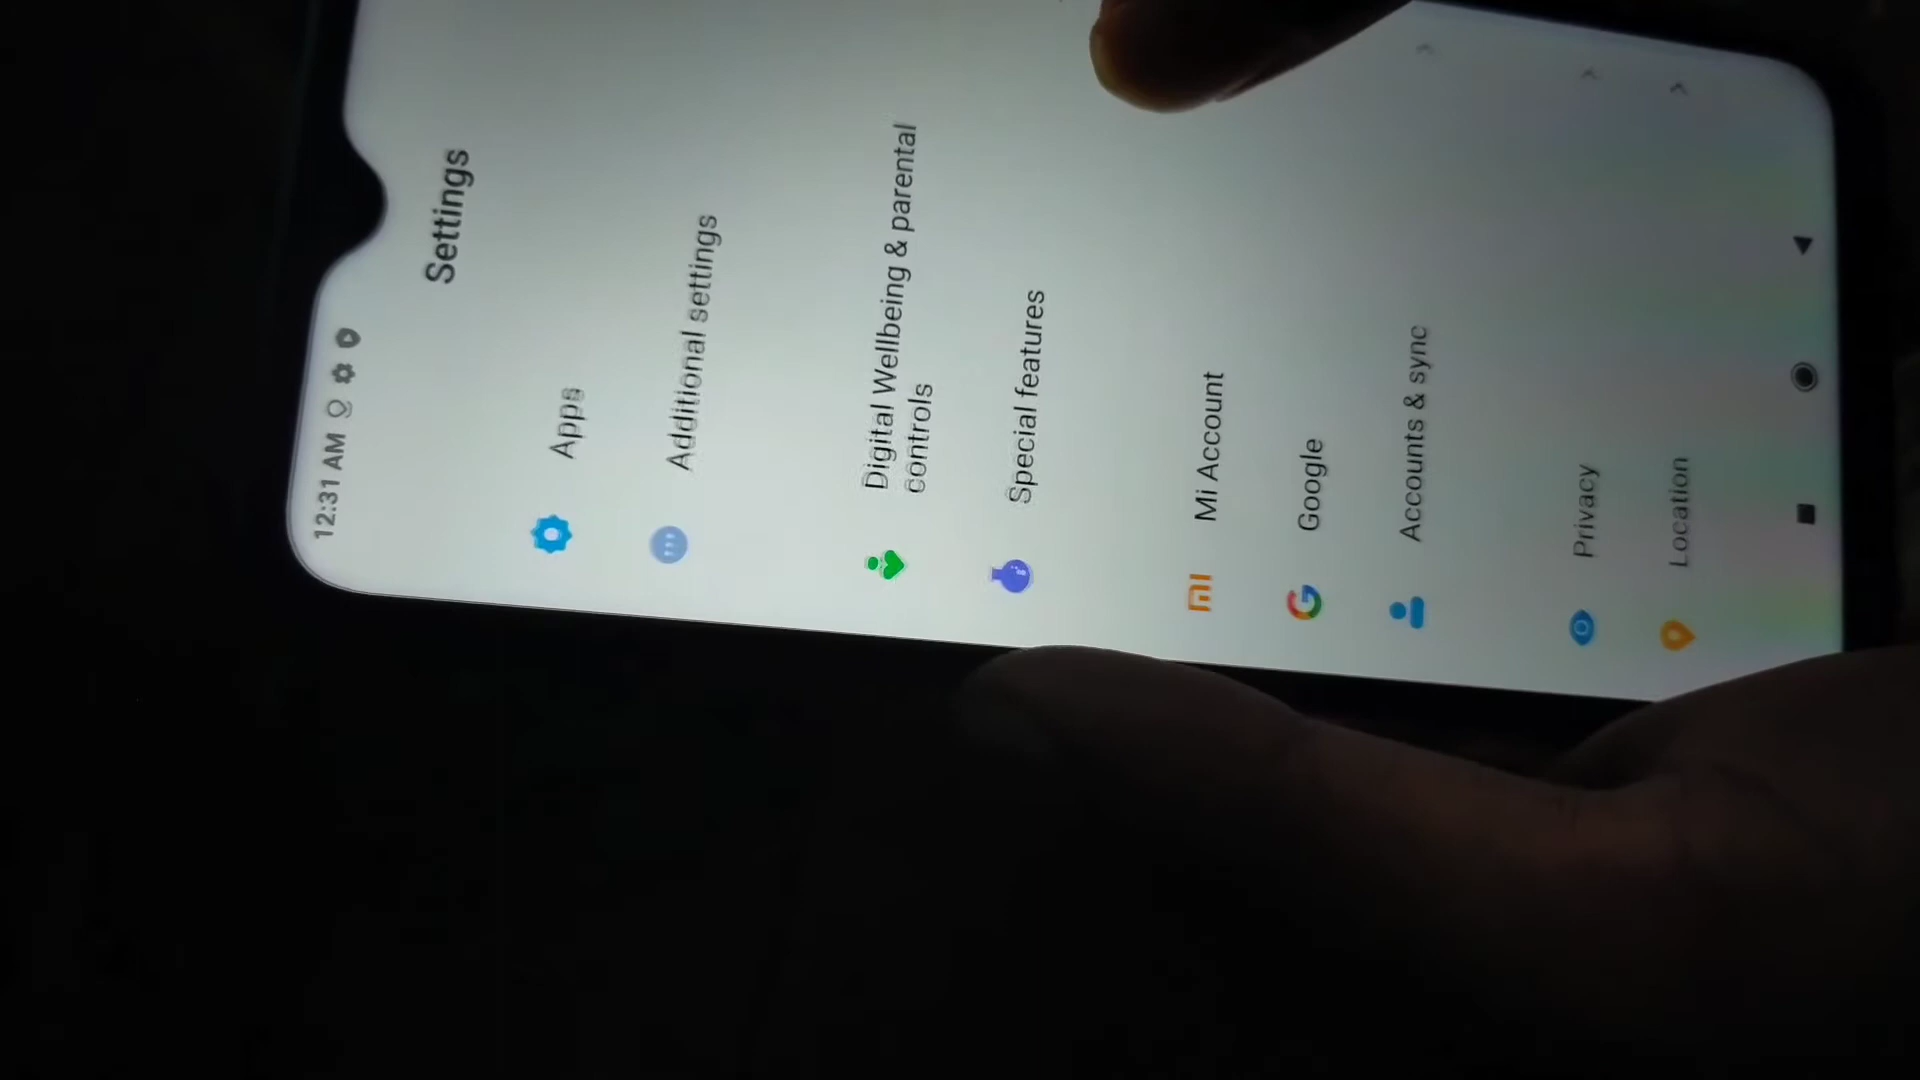 12:31 AM
Settings
Apps
Additional settings
Digital Wellbeing & parental
controls
Special features
Mi Account
Google
Accounts & sync
Privacy
Location